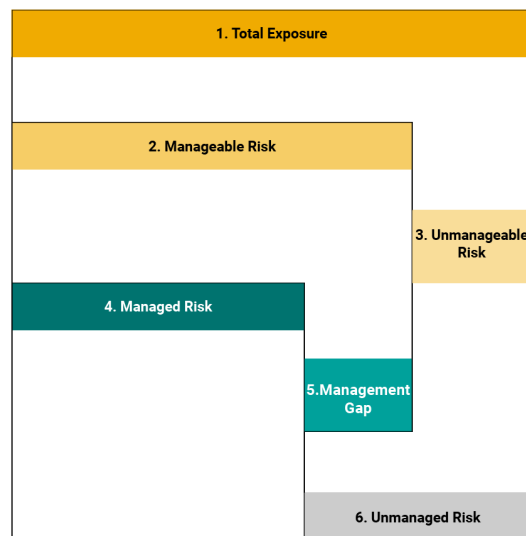 1. Total Exposure
2. Manageable Risk
3. Unmanageable
Risk
4. Managed Risk
5.Management
Gap
6. Unmanaged Risk